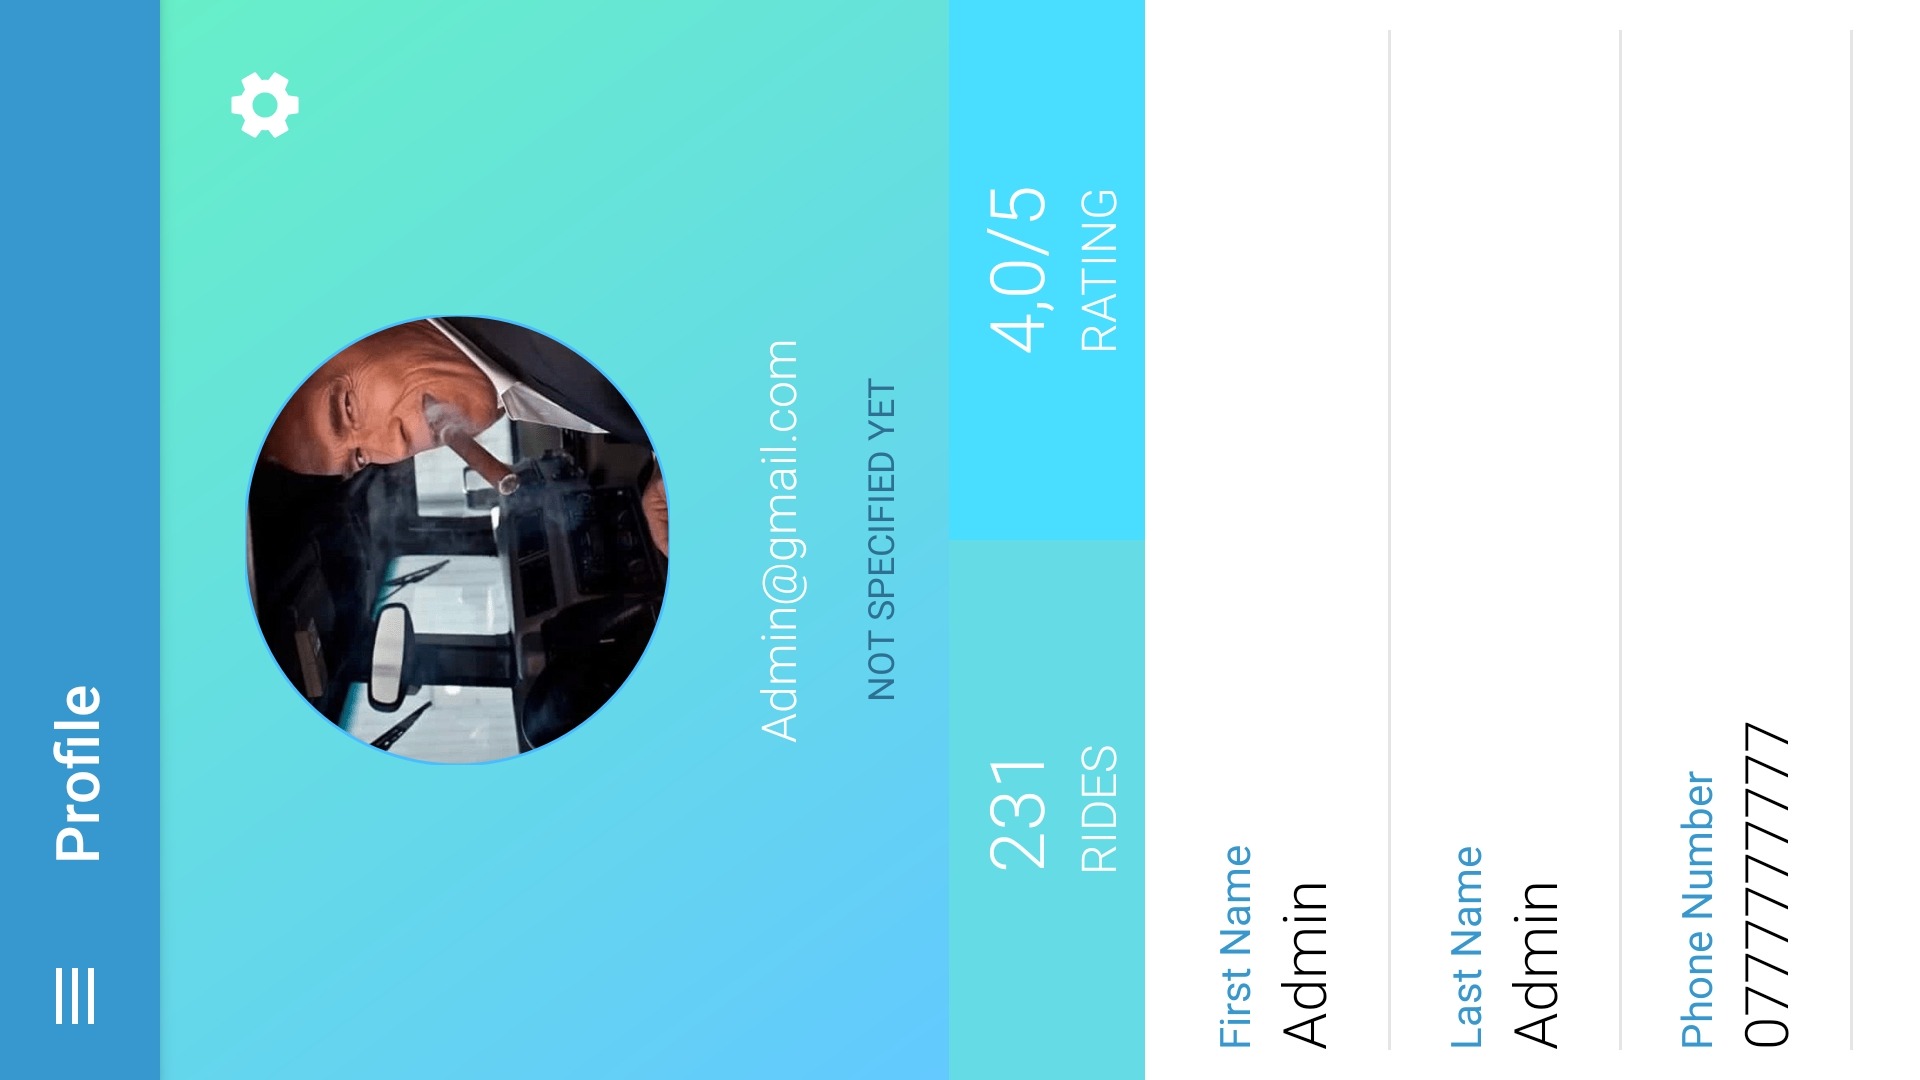 Profile
Admin@gmail.com
NOT SPECIFIED YET
231
RIDES
4,0/5
RATING
First Name
Admin
Last Name
Admin
Phone Number
0777777777